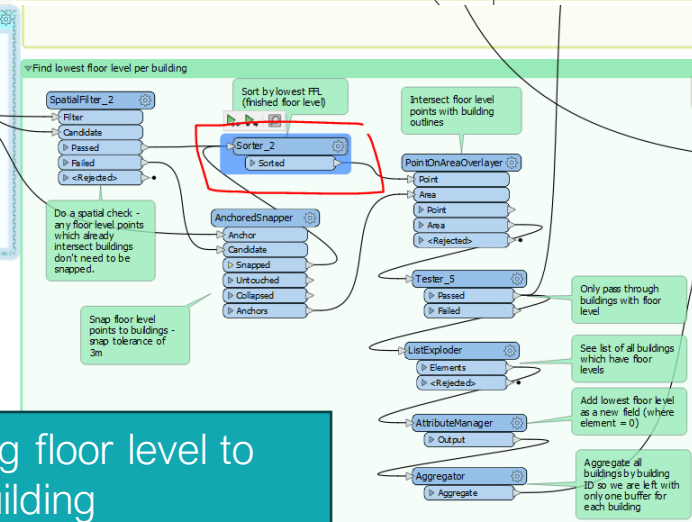 Find lowest floor level per building
SpatialFilter_2
Filter
Candidate
Passed
Failed
<Rejected>
Do a spatial check -
any floor level points
which already
intersect buildings
don't need to be
snapped.
Sort by lowest FFL
(finished floor level)
Sorter_2
Sorted
AnchoredSnapper
Anchor
Candidate
Snapped
Untouched
Collapsed
Anchors
Snap floor level
points to buildings -
snap tolerance of
3m
Intersect floor level
points with building
outlines
PointOnAreaOverlayer
Point
Area
Point
Area
<Rejected>
Tester_5
Passed
Failed
Only pass through
buildings with floor
level
ListExploder
Elements
<Rejected>
See list of all buildings
which have floor
levels
AttributeManager
Output
Add lowest floor level
as a new field (where
element = 0)
Aggregator
Aggregate
Aggregate all
buildings by building
ID so we are left with
only one buffer for
each building
g floor level to
ilding